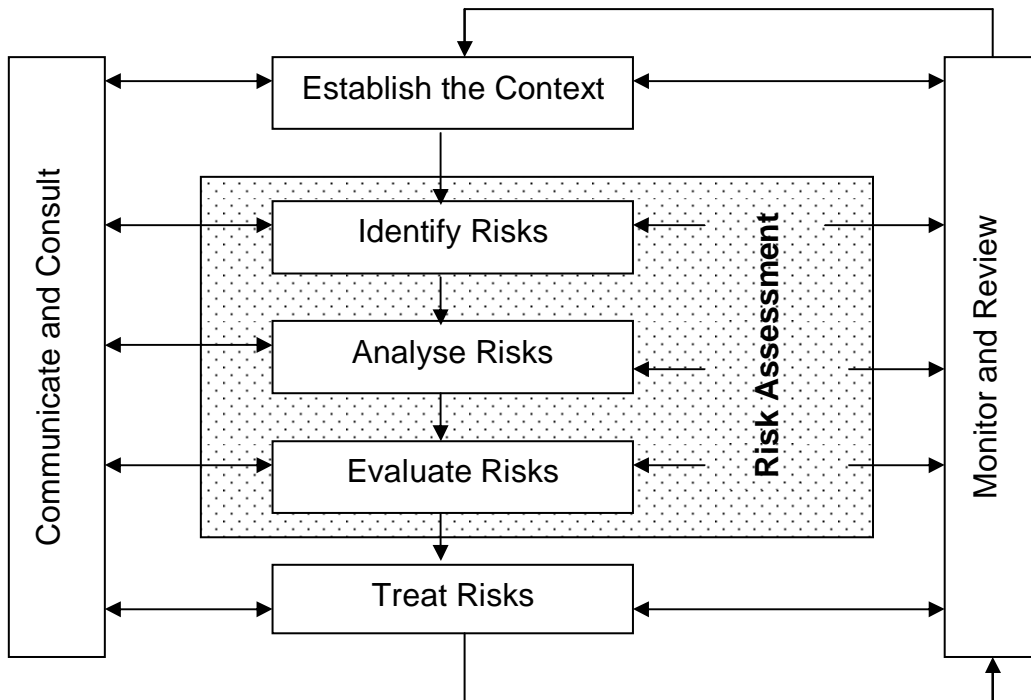 Establish the Context
Communicate and Consult
Identify Risks
Analyse Risks
Evaluate Risks
Risk Assessment
Monitor and Review
Treat Risks